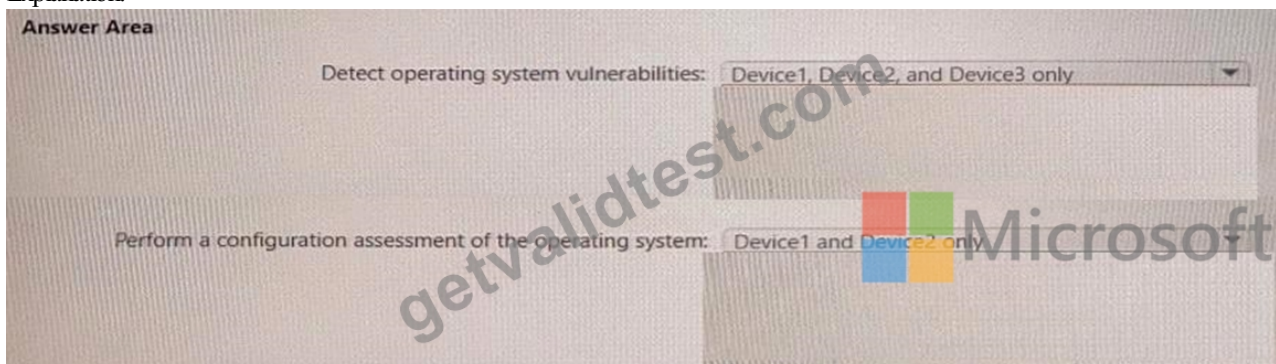 Answer Area
Detect operating system vulnerabilities: Device1, Device2, and Device3 only
getvalidtest.com
Perform a configuration assessment of the operating system: Device1 and Device2 only
Microsoft